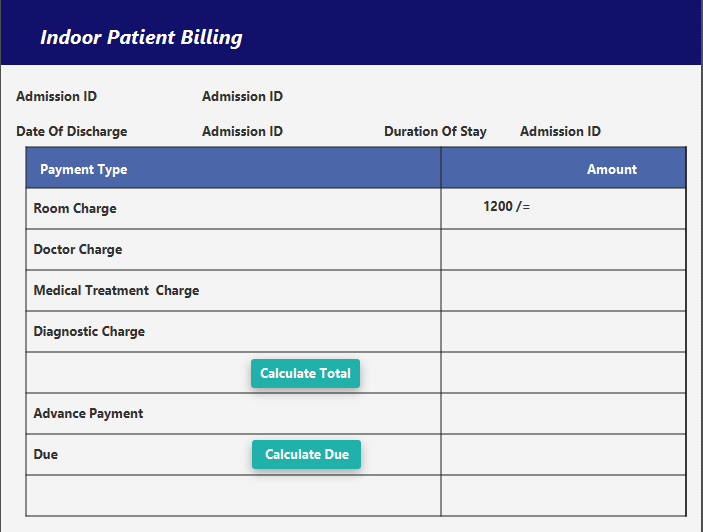 Indoor Patient Billing
Admission ID Admission ID
Date Of Discharge Admission ID Duration Of Stay Admission ID
Payment Type Amount
Room Charge 1200 /=
Doctor Charge
Medical Treatment  Charge
Diagnostic Charge
Calculate Total
Advance Payment
Due Calculate Due